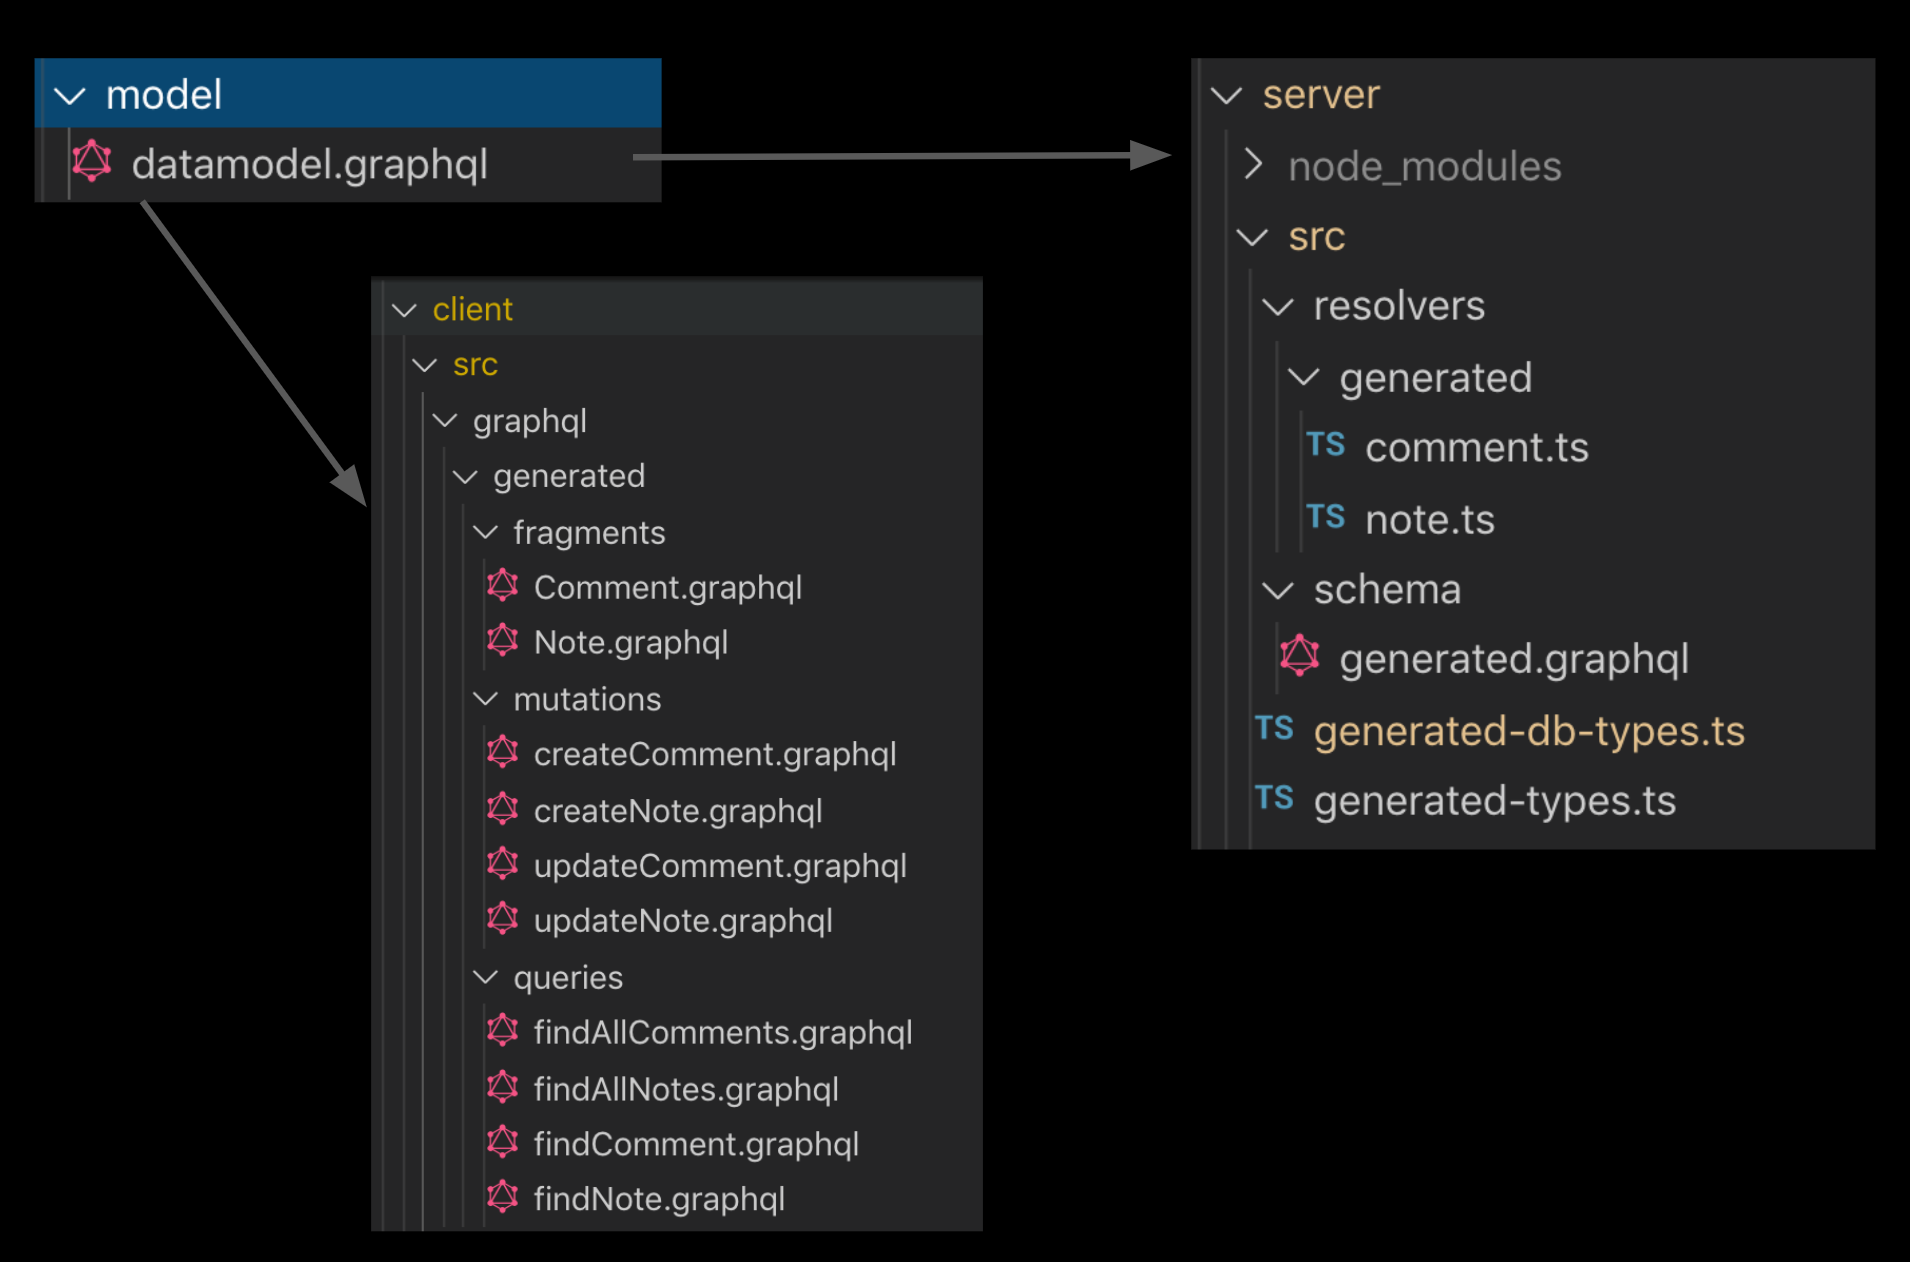 model
datamodel.graphql
client
src
graphql
generated
fragments
Comment.graphql
Note.graphql
mutations
createComment.graphql
createNote.graphql
updateComment.graphql
updateNote.graphql
queries
findAllComments.graphql
findAllNotes.graphql
findComment.graphql
findNote.graphql
server
node_modules
src
resolvers
generated
TS comment.ts
TS note.ts
schema
generated.graphql
TS generated-db-types.ts
TS generated-types.ts